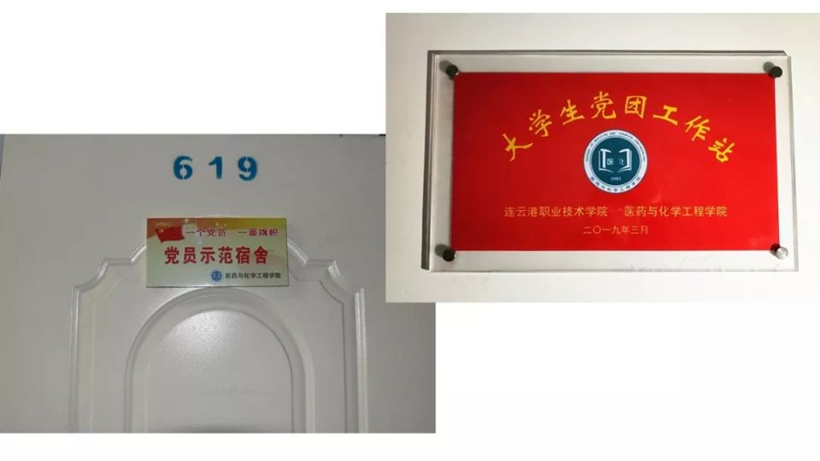 619
一个党员 一面旗帜
党员示范宿舍
医药与化学工程学院
大学生党团工作站
医化
连云港职业技术学院 医药与化学工程学院
二〇一九年三月